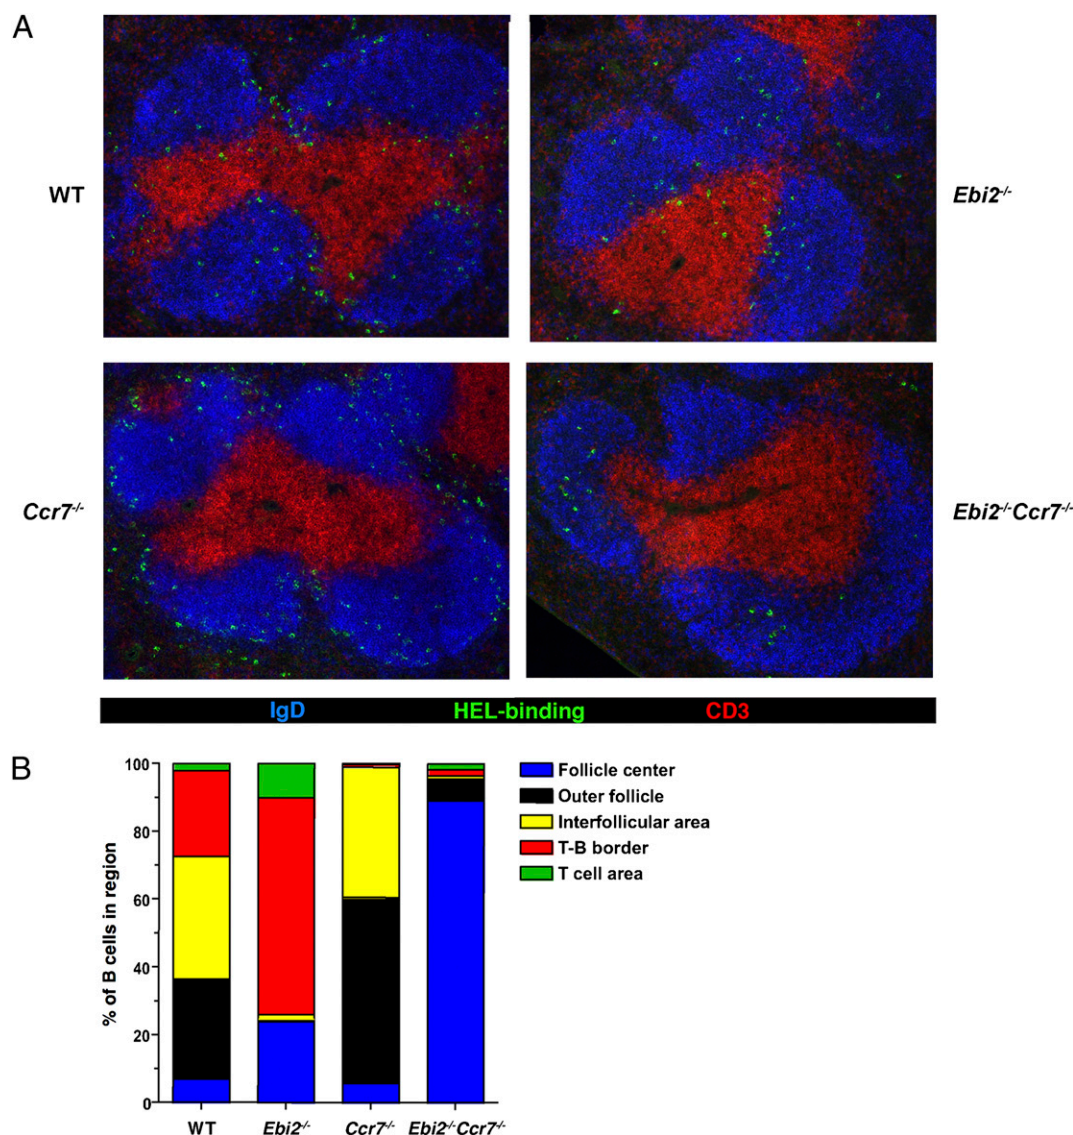 A
WT
Ebi2-/-
Ccr7-/-
Ebi2-/-Ccr7-/-
IgD HEL-binding CD3
B
% of B cells in region
100
80
60
40
20
0
WT Ebi2-/- Ccr7-/- Ebi2-/-Ccr7-/-
Follicle center
Outer follicle
Interfollicular area
T-B border
T cell area